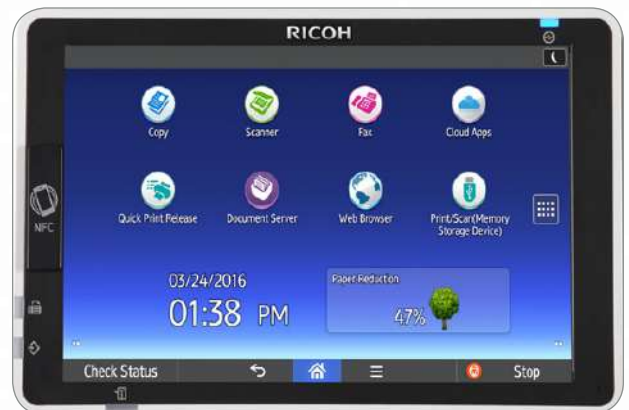 RICOH
Copy
Scanner
Fax
Cloud Apps
NFC
Quick Print Release
Document Server
Web Browser
Print/Scan(Memory
Storage Device)
03/24/2016
01:38 PM
Paper Reduction
47%
Check Status
Stop